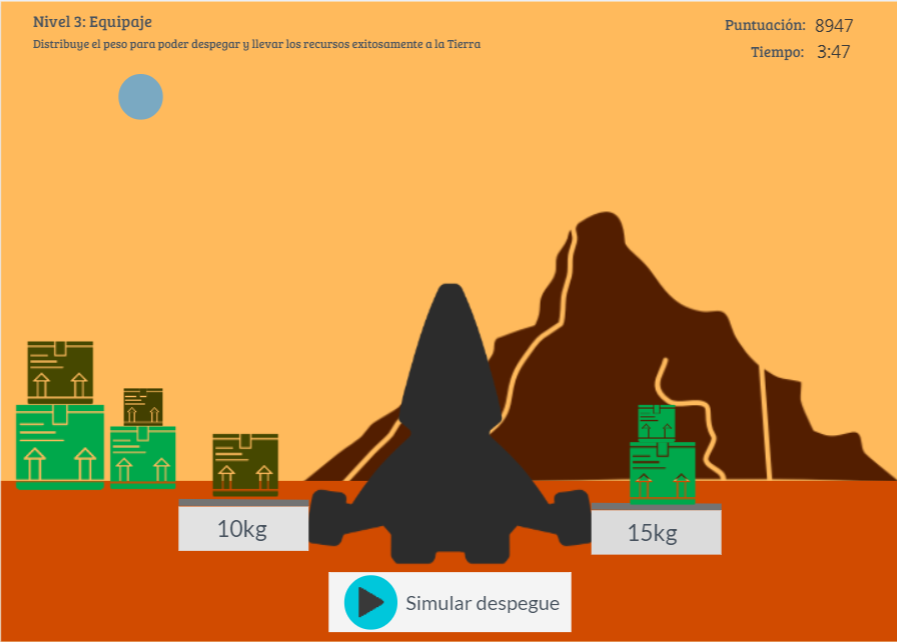 Nivel 3: Equipaje
Distribuye el peso para poder despegar y llevar los recursos exitosamente a la Tierra
Puntuación: 8947
Tiempo: 3:47
10kg
15kg
Simular despegue